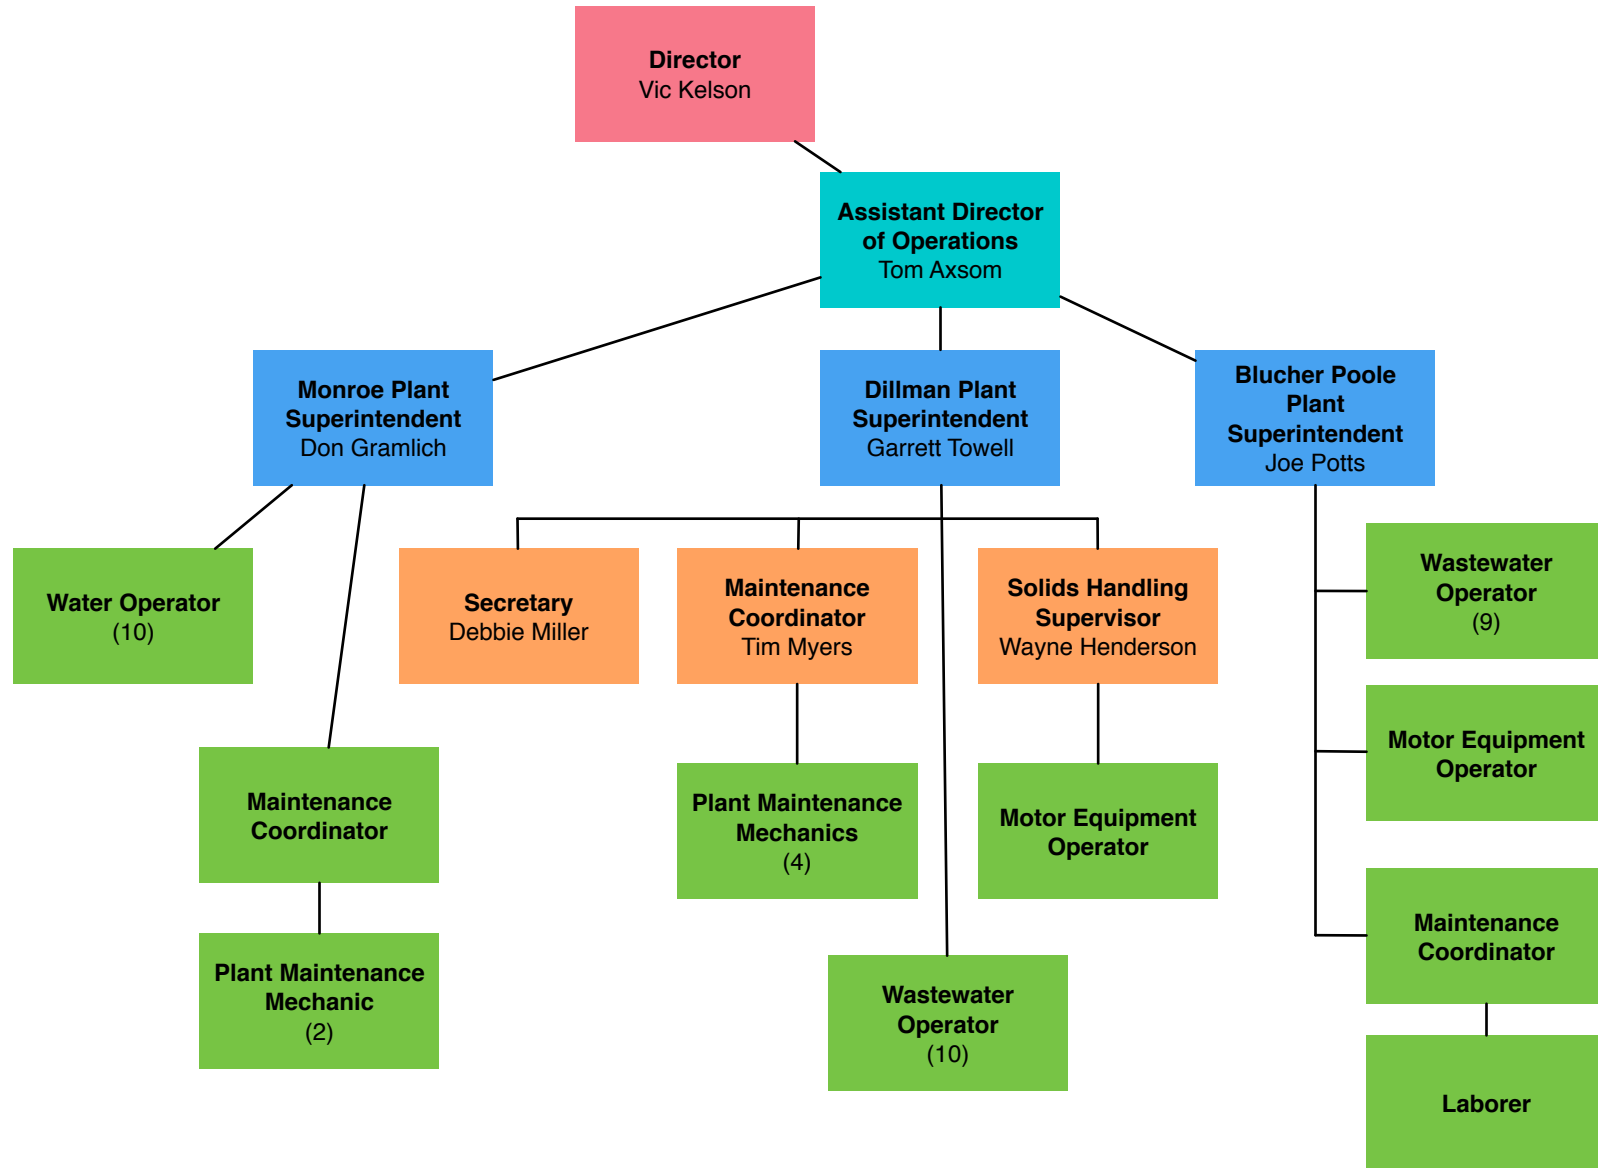 Director
Vic Kelson
Assistant Director
of Operations
Tom Axsom
Monroe Plant
Superintendent
Don Gramlich
Dillman Plant
Superintendent
Garrett Towell
Blucher Poole
Plant
Superintendent
Joe Potts
Water Operator
(10)
Secretary
Debbie Miller
Maintenance
Coordinator
Tim Myers
Solids Handling
Supervisor
Wayne Henderson
Wastewater
Operator
(9)
Motor Equipment
Operator
Maintenance
Coordinator
Plant Maintenance
Mechanics
(4)
Motor Equipment
Operator
Maintenance
Coordinator
Plant Maintenance
Mechanic
(2)
Wastewater
Operator
(10)
Laborer